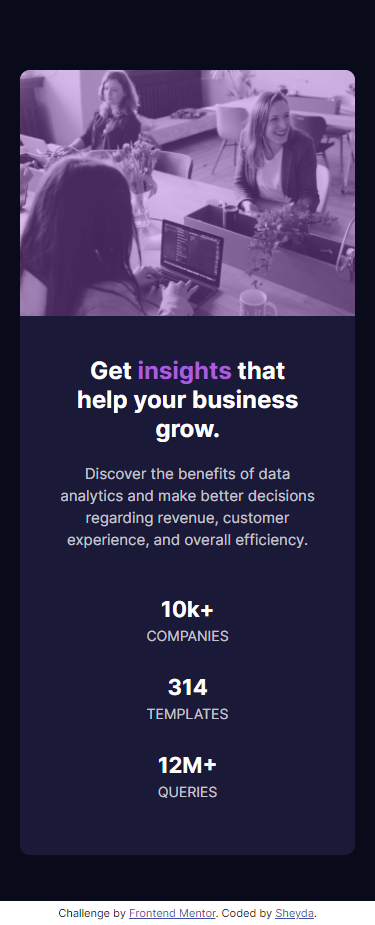 Get insights that
help your business
grow.
Discover the benefits of data
analytics and make better decisions
regarding revenue, customer
experience, and overall efficiency.
10k+
COMPANIES
314
TEMPLATES
12M+
QUERIES
Challenge by Frontend Mentor. Coded by Sheyda.